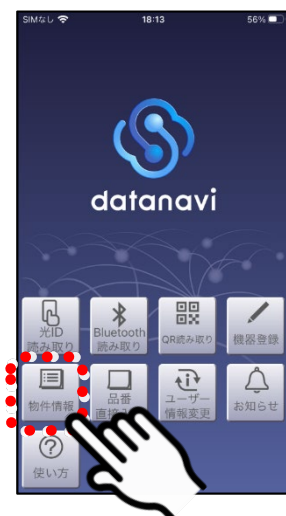 SIMなし 18:13 56%
datanavi
光ID
読み取り
Bluetooth
読み取り
QR読み取り
機器登録
物件情報
品番
ユーザー
情報変更
お知らせ
使い方